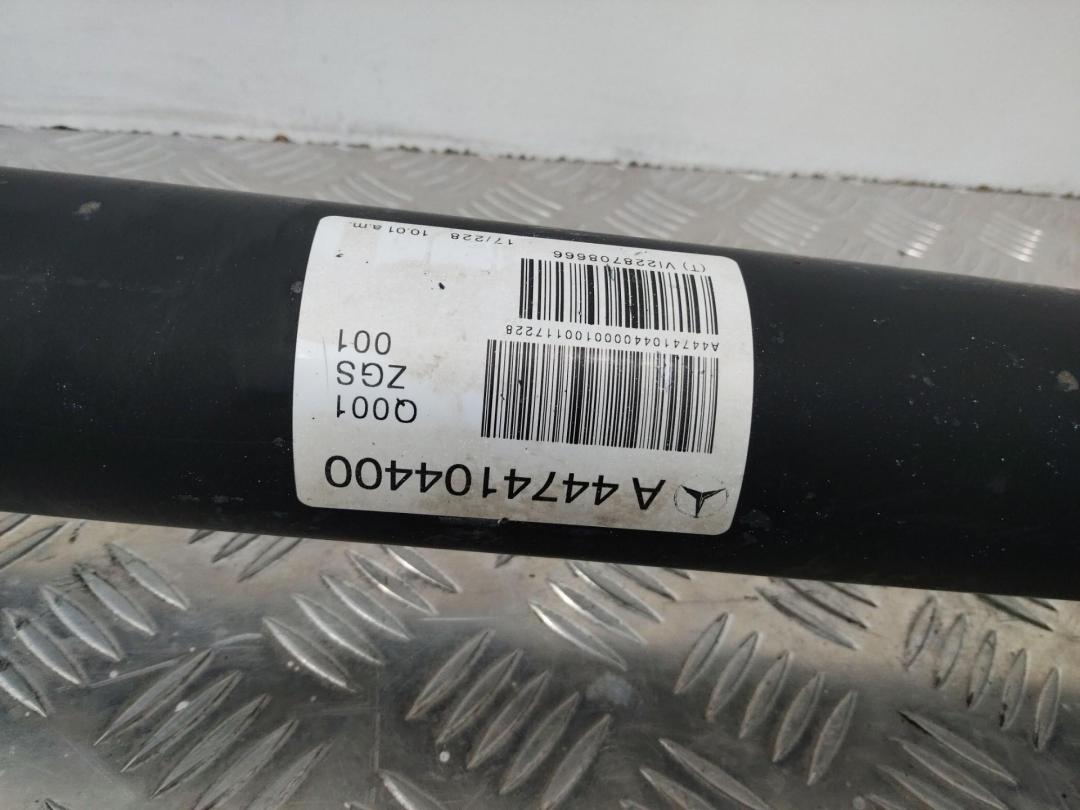 A 4474104400
Q001
ZGS
001
A447410440000100117228
(T) VI228708666
17/228 10.01 a.m.